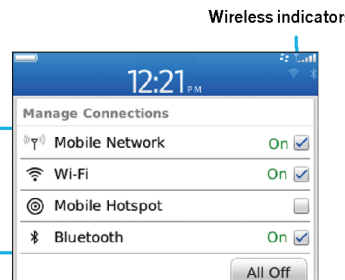 Wireless indicator
12:21 PM
Manage Connections
Mobile Network On
Wi-Fi On
Mobile Hotspot
Bluetooth On
All Off